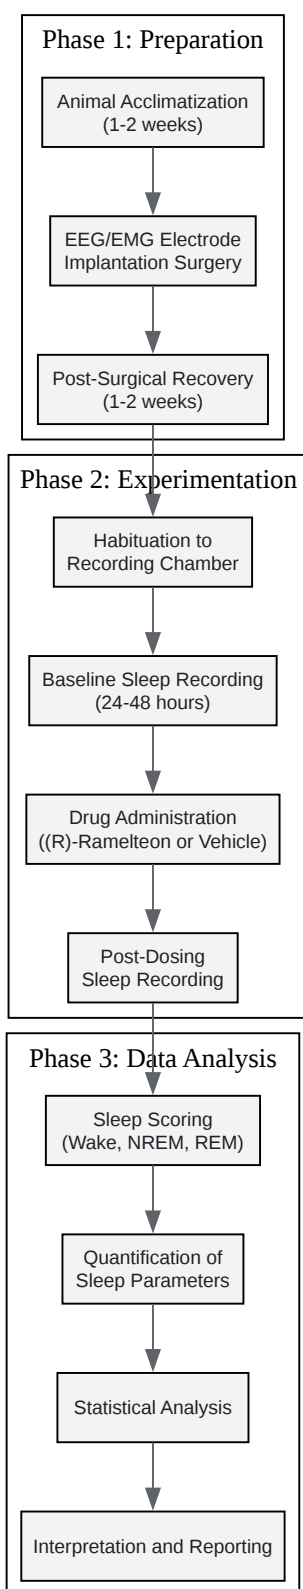 Phase 1: Preparation
Animal Acclimatization
(1-2 weeks)
EEG/EMG Electrode
Implantation Surgery
Post-Surgical Recovery
(1-2 weeks)
Phase 2: Experimentation
Habituation to
Recording Chamber
Baseline Sleep Recording
(24-48 hours)
Drug Administration
((R)-Ramelteon or Vehicle)
Post-Dosing
Sleep Recording
Phase 3: Data Analysis
Sleep Scoring
(Wake, NREM, REM)
Quantification of
Sleep Parameters
Statistical Analysis
Interpretation and Reporting